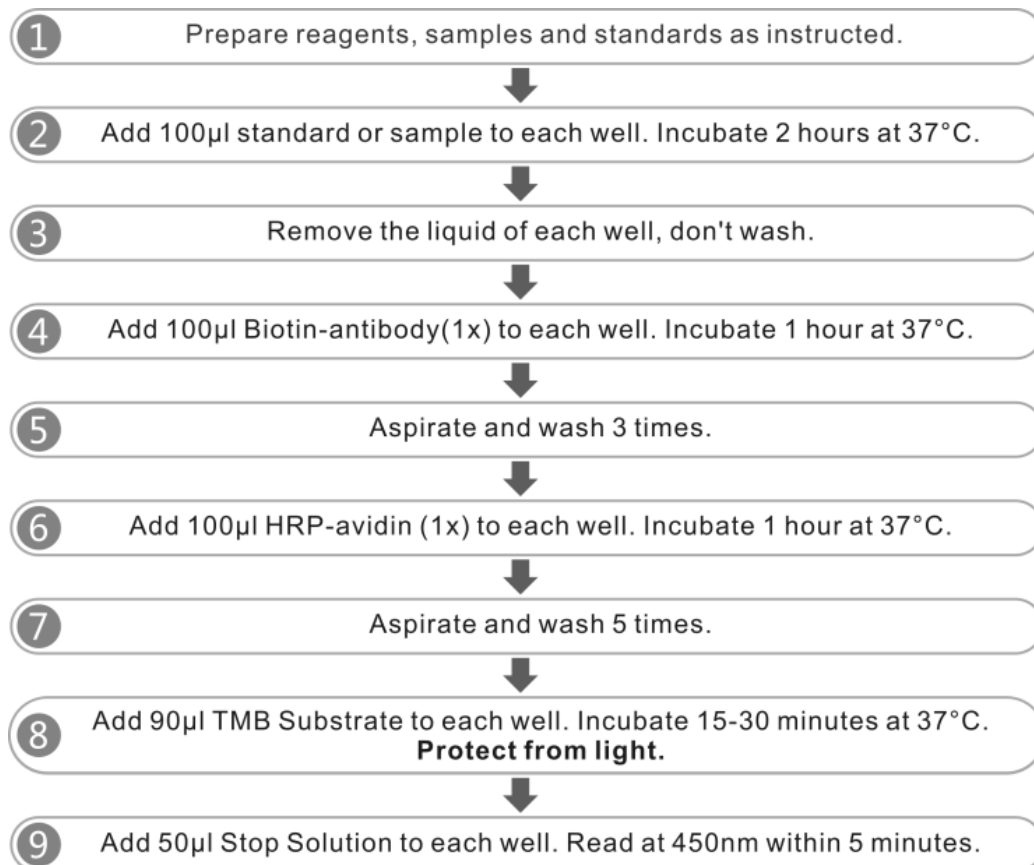 1 Prepare reagents, samples and standards as instructed.
2 Add 100μl standard or sample to each well. Incubate 2 hours at 37°C.
3 Remove the liquid of each well, don't wash.
4 Add 100μl Biotin-antibody(1x) to each well. Incubate 1 hour at 37°C.
5 Aspirate and wash 3 times.
6 Add 100μl HRP-avidin (1x) to each well. Incubate 1 hour at 37°C.
7 Aspirate and wash 5 times.
8 Add 90μl TMB Substrate to each well. Incubate 15-30 minutes at 37°C.
Protect from light.
9 Add 50μl Stop Solution to each well. Read at 450nm within 5 minutes.